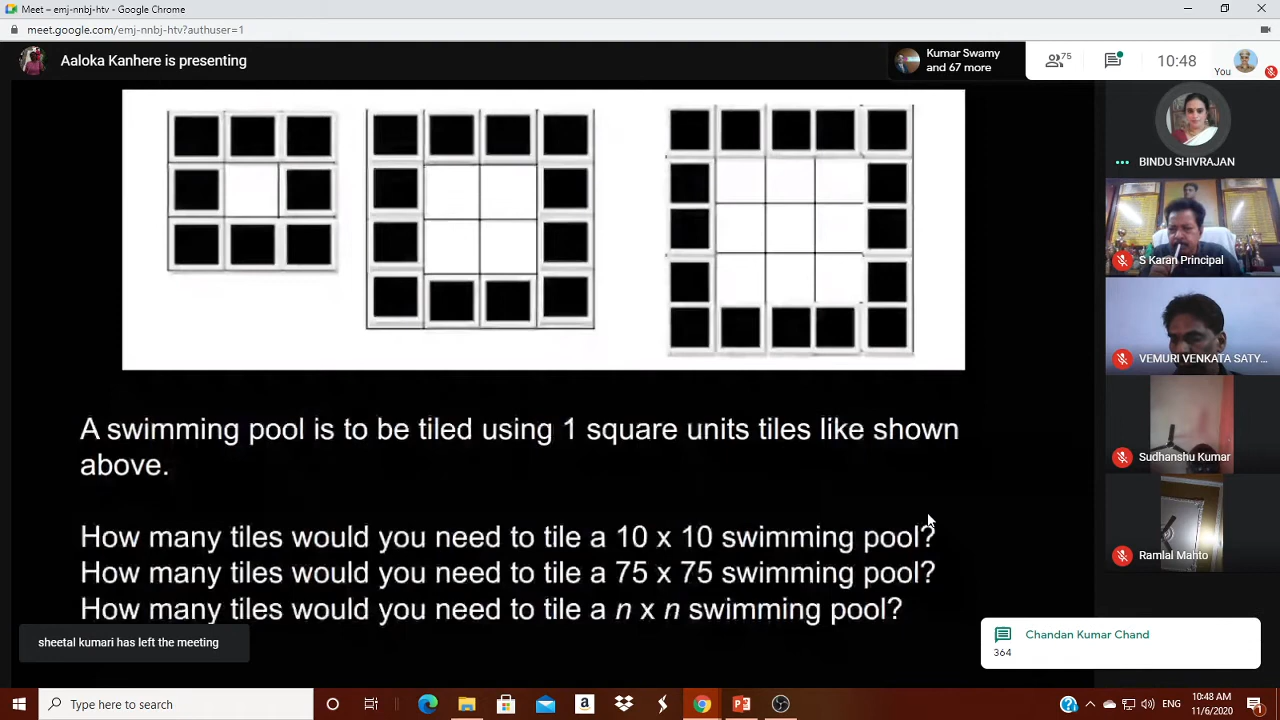 Meet – emj-nnbj-htv - Google Chrome
meet.google.com/emj-nnbj-htv?authuser=1
Aaloka Kanhere is presenting
Kumar Swamy
and 67 more
75
10:48
You
BINDU SHIVRAJAN
S Karan Principal
VEMURI VENKATA SATY...
Sudhanshu Kumar
Ramlal Mahto
A swimming pool is to be tiled using 1 square units tiles like shown
above.
How many tiles would you need to tile a 10 x 10 swimming pool?
How many tiles would you need to tile a 75 x 75 swimming pool?
How many tiles would you need to tile a n x n swimming pool?
sheetal kumari has left the meeting
Chandan Kumar Chand
364
Type here to search
ENG
10:48 AM
11/6/2020